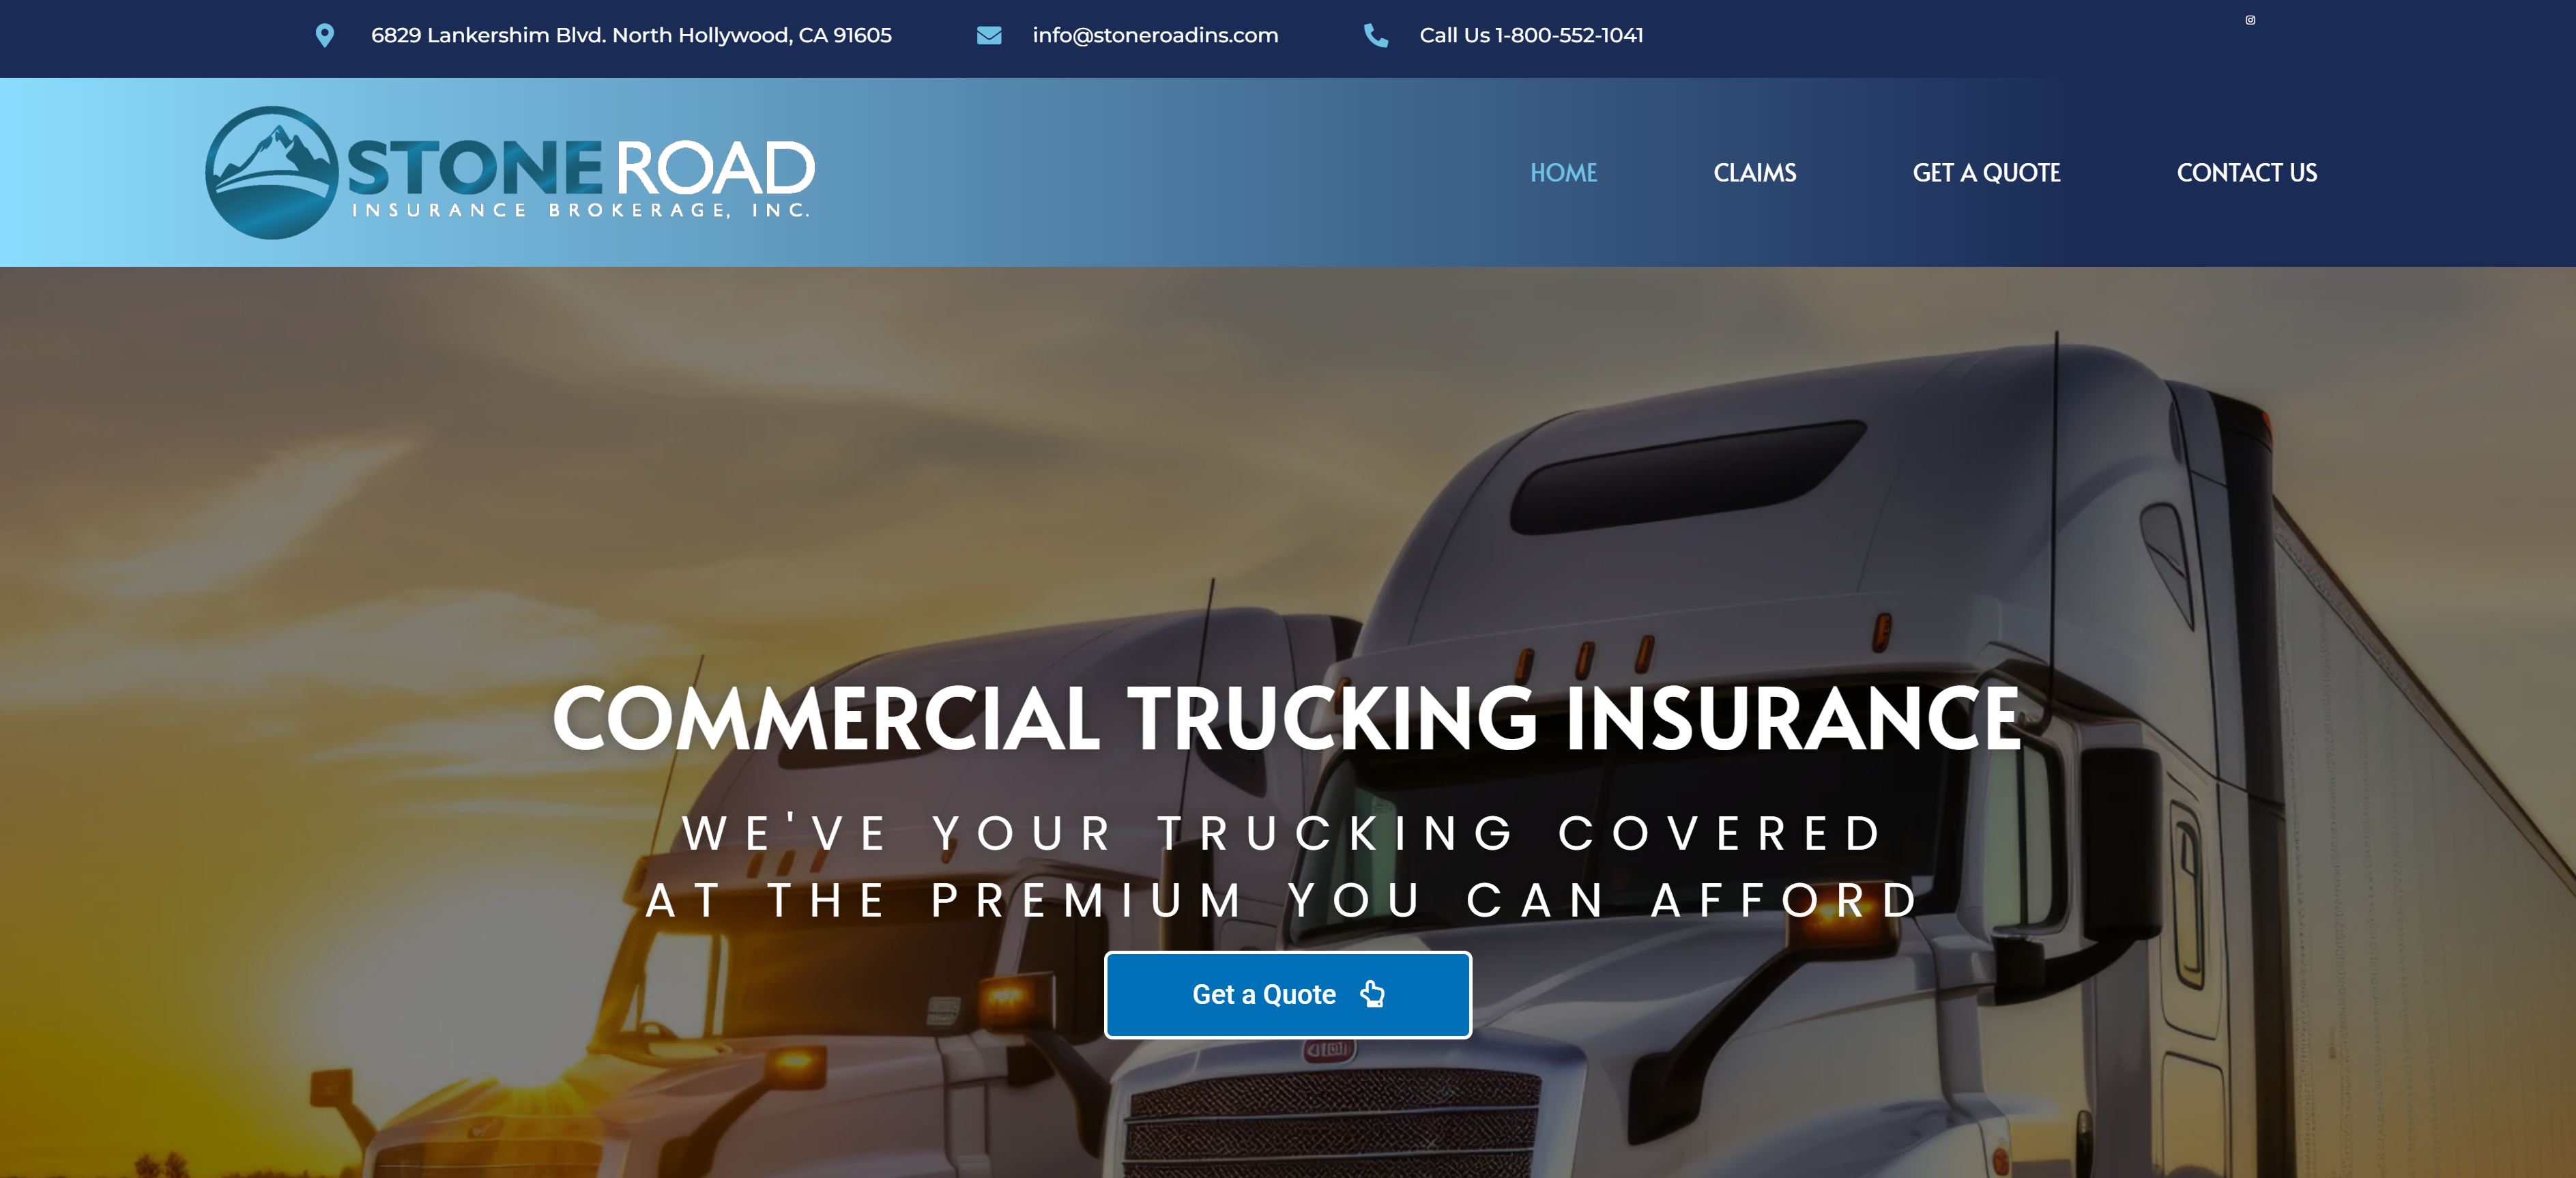 6829 Lankershim Blvd. North Hollywood, CA 91605
info@stoneroadins.com
Call Us 1-800-552-1041
STONE ROAD
INSURANCE BROKERAGE, INC.
HOME
CLAIMS
GET A QUOTE
CONTACT US
COMMERCIAL TRUCKING INSURANCE
WE'VE YOUR TRUCKING COVERED
AT THE PREMIUM YOU CAN AFFORD
Get a Quote